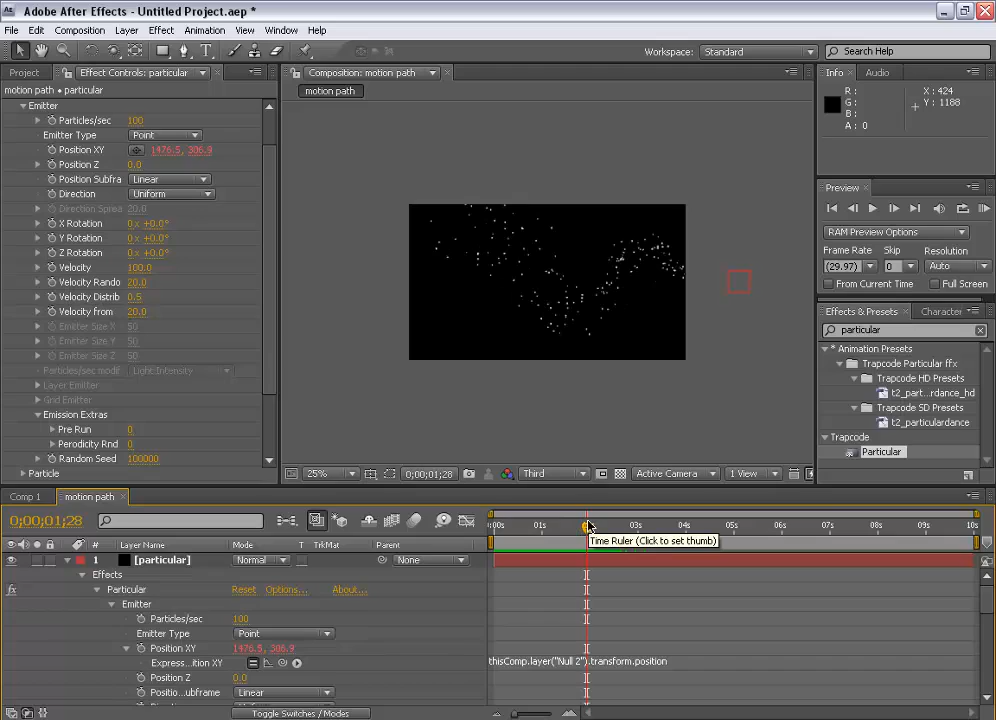 Adobe After Effects - Untitled Project.aep *
File Edit Composition Layer Effect Animation View Window Help
Workspace: Standard Search Help
Project Effect Controls: particular Composition: motion path Info Audio
motion path • particular motion path
R: X: 424
G: Y: 1188
B:
A: 0
Emitter
Particles/sec 100
Emitter Type Point
Position XY 1476.5, 306.9
Position Z 0.0
Position Subfra Linear
Direction Uniform
Direction Sprea 20.0
X Rotation 0x +0.0°
Y Rotation 0x +0.0°
Z Rotation 0x +0.0°
Velocity 100.0
Velocity Rando 20.0
Velocity Distrib 0.5
Velocity from 20.0
Emitter Size X 50
Emitter Size Y 50
Emitter Size Z 50
Particles/sec modif Light Intensity
Layer Emitter
Grid Emitter
Emission Extras
Pre Run 0
Perodicity Rnd 0
Random Seed 100000
Particle
Preview
RAM Preview Options
Frame Rate Skip Resolution
(29.97) 0 Auto
From Current Time Full Screen
Effects & Presets Character
particular
* Animation Presets
Trapcode Particular ffx
Trapcode HD Presets
t2_part...rdance_hd
Trapcode SD Presets
t2_particulardance
Trapcode
Particular
25% 0;00;01;28 Third Active Camera 1 View
Comp 1 motion path
0;00;01;28
:00s 01s 03s 04s 05s 06s 07s 08s 09s 10s
Time Ruler (Click to set thumb)
# Layer Name Mode T TrkMat Parent
1 [particular] Normal None
Effects
Particular Reset Options... About...
Emitter
Particles/sec 100
Emitter Type Point
Position XY 1476.5, 306.9
Express...ition XY thisComp.layer("Null 2").transform.position
Position Z 0.0
Positio...ubframe Linear
Toggle Switches / Modes